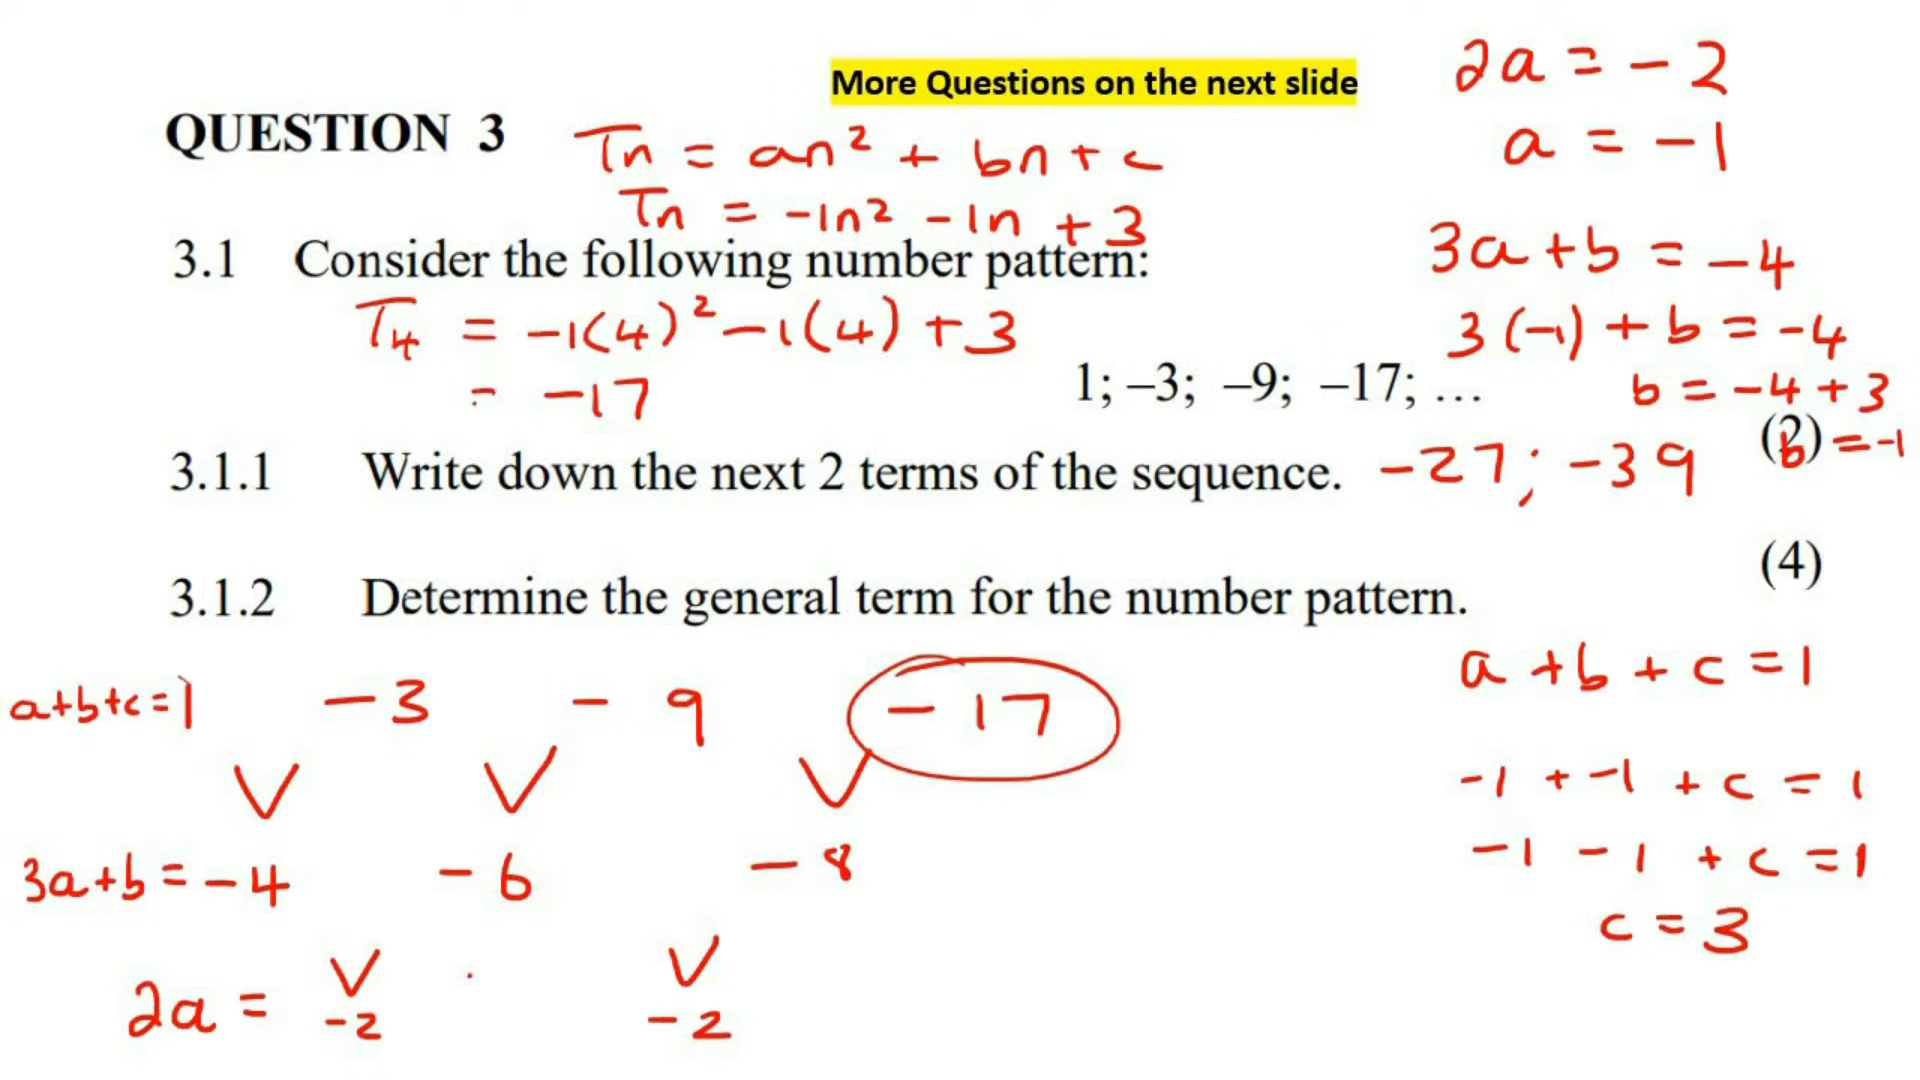 More Questions on the next slide
2a = -2
QUESTION 3
Tn = an² + bn + c
a = -1
Tn = -1n² - 1n + 3
3.1 Consider the following number pattern:
3a + b = -4
T4 = -1(4)² - 1(4) + 3
3(-1) + b = -4
= -17
1; –3; –9; –17; …
b = -4 + 3
3.1.1 Write down the next 2 terms of the sequence. -27; -39 (2)
b = -1
(4)
3.1.2 Determine the general term for the number pattern.
a + b + c = 1
a+b+c=1 -3 -9 -17
-1 + -1 + c = 1
-1 - 1 + c = 1
3a+b = -4 -6 -8
c = 3
2a = -2 -2